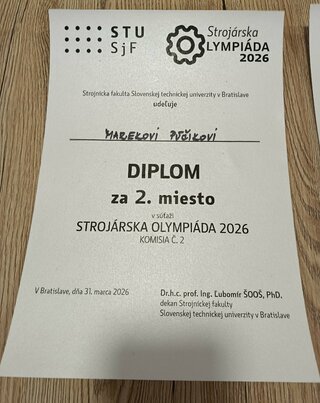 STU
SjF
Strojárska
OLYMPIÁDA
2026
Strojnícka fakulta Slovenskej technickej univerzity v Bratislave
udeľuje
MAREKOVI
DIPLOM
za 2. miesto
v súťaži
STROJÁRSKA OLYMPIÁDA 2026
KOMISIA Č. 2
V Bratislave, dňa 31. marca 2026
Dr.h.c. prof. Ing. Ľubomír ŠOOŠ, PhD.
dekan Strojníckej fakulty
Slovenskej technickej univerzity v Bratislave